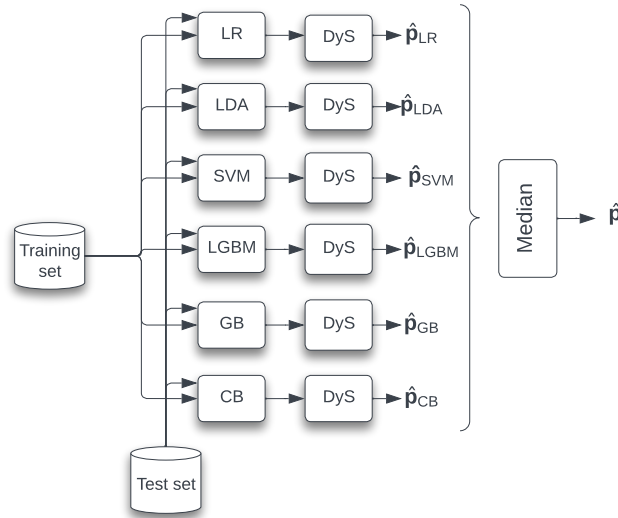 LR DyS p̂LR
LDA DyS p̂LDA
SVM DyS p̂SVM
Training
set
LGBM DyS p̂LGBM
Median
p̂
GB DyS p̂GB
CB DyS p̂CB
Test set